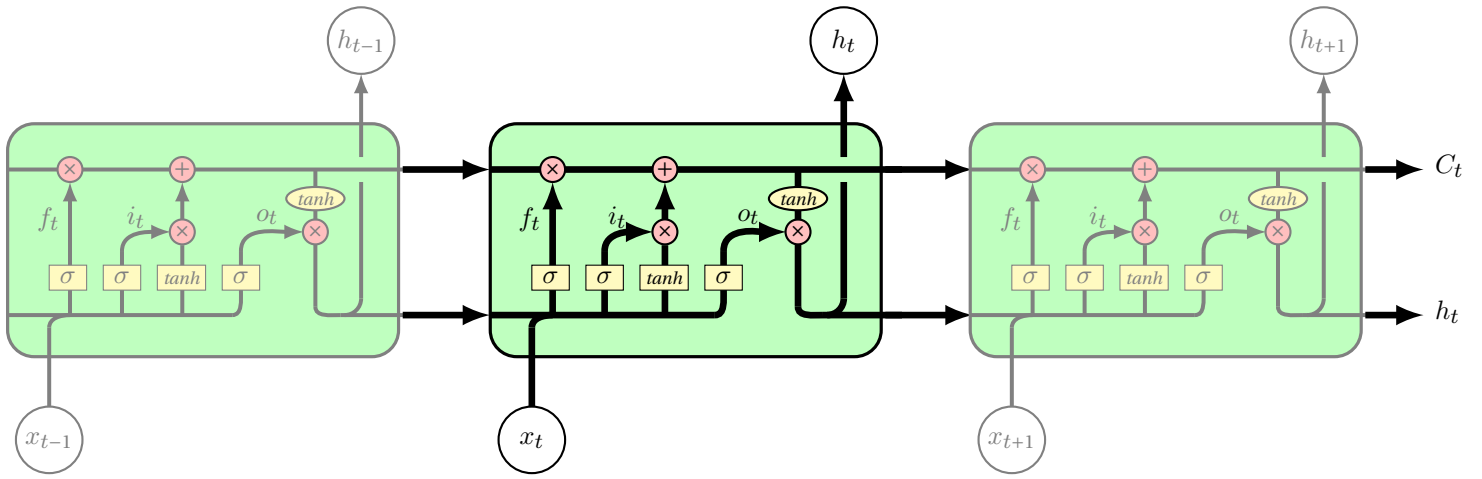 h_{t−1} h_t h_{t+1}
× + × + × + C_t
tanh tanh tanh
f_t i_t × o_t × f_t i_t × o_t × f_t i_t × o_t ×
σ σ tanh σ σ σ tanh σ σ σ tanh σ
h_t
x_{t−1} x_t x_{t+1}